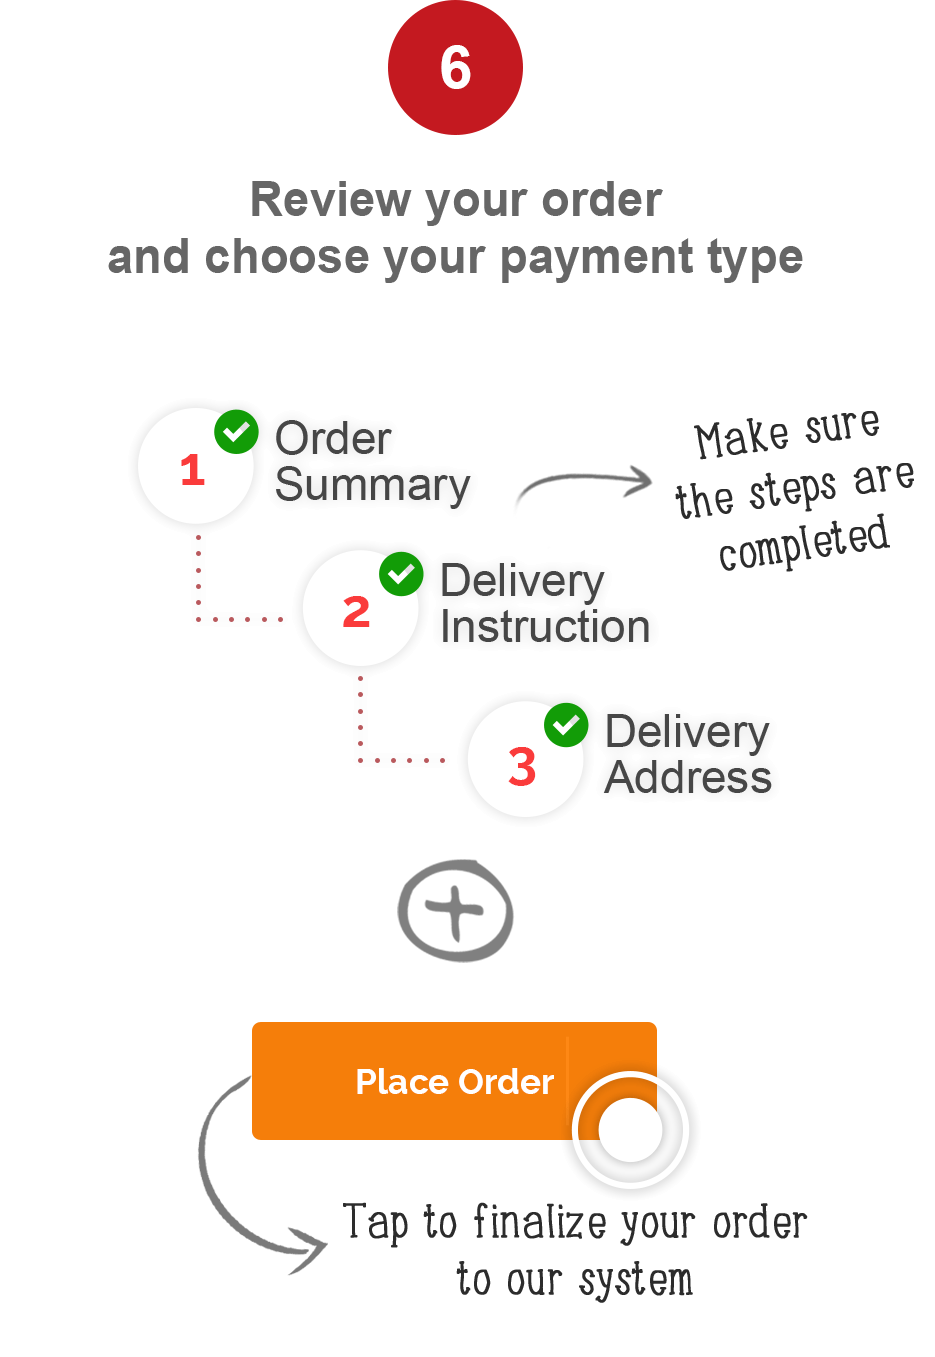 6
Review your order
and choose your payment type
1
Order
Summary
Make sure
the steps are
completed
2
Delivery
Instruction
3
Delivery
Address
Place Order
Tap to finalize your order
to our system